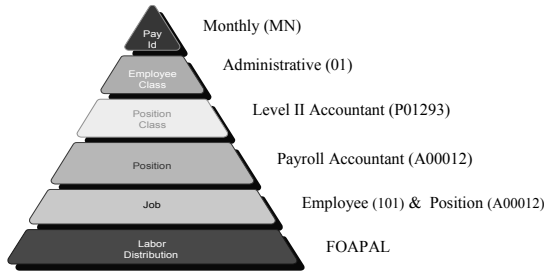 Pay
Id
Monthly (MN)
Employee
Class
Administrative (01)
Position
Class
Level II Accountant (P01293)
Position
Payroll Accountant (A00012)
Job
Employee (101) & Position (A00012)
Labor
Distribution
FOAPAL